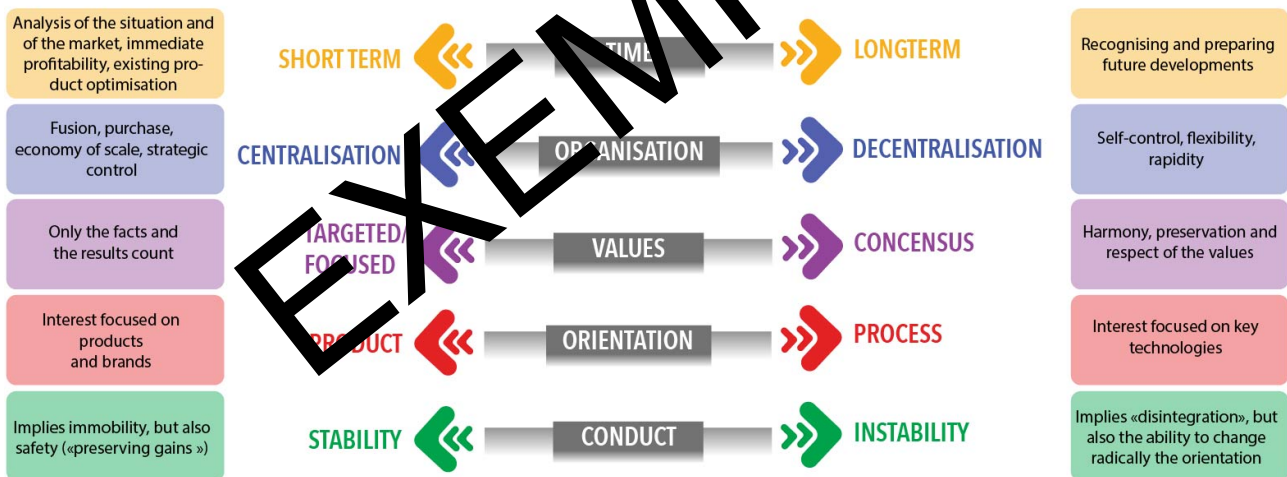 Analysis of the situation and
of the market, immediate
profitability, existing pro-
duct optimisation
SHORT TERM
TIME
LONGTERM
Recognising and preparing
future developments
Fusion, purchase,
economy of scale, strategic
control
CENTRALISATION
ORGANISATION
DECENTRALISATION
Self-control, flexibility,
rapidity
Only the facts and
the results count
TARGETED/
FOCUSED
VALUES
CONCENSUS
Harmony, preservation and
respect of the values
Interest focused on
products
and brands
PRODUCT
ORIENTATION
PROCESS
Interest focused on key
technologies
Implies immobility, but also
safety («preserving gains »)
STABILITY
CONDUCT
INSTABILITY
Implies «disintegration», but
also the ability to change
radically the orientation